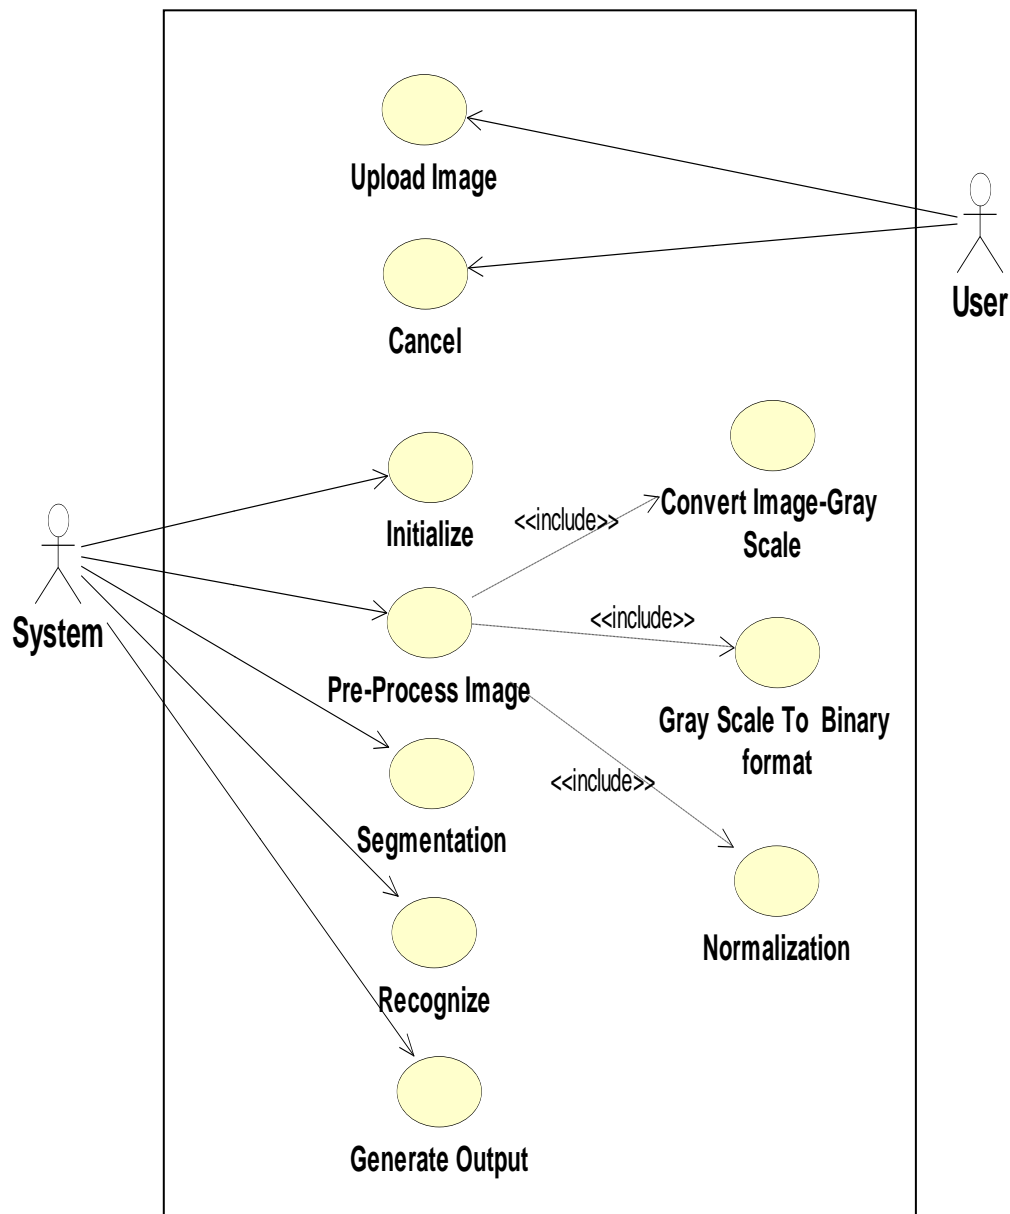 Upload Image
User
Cancel
Initialize
<<include>>
Convert Image-Gray
Scale
System
<<include>>
Pre-Process Image
Gray Scale To Binary
format
<<include>>
Segmentation
Normalization
Recognize
Generate Output